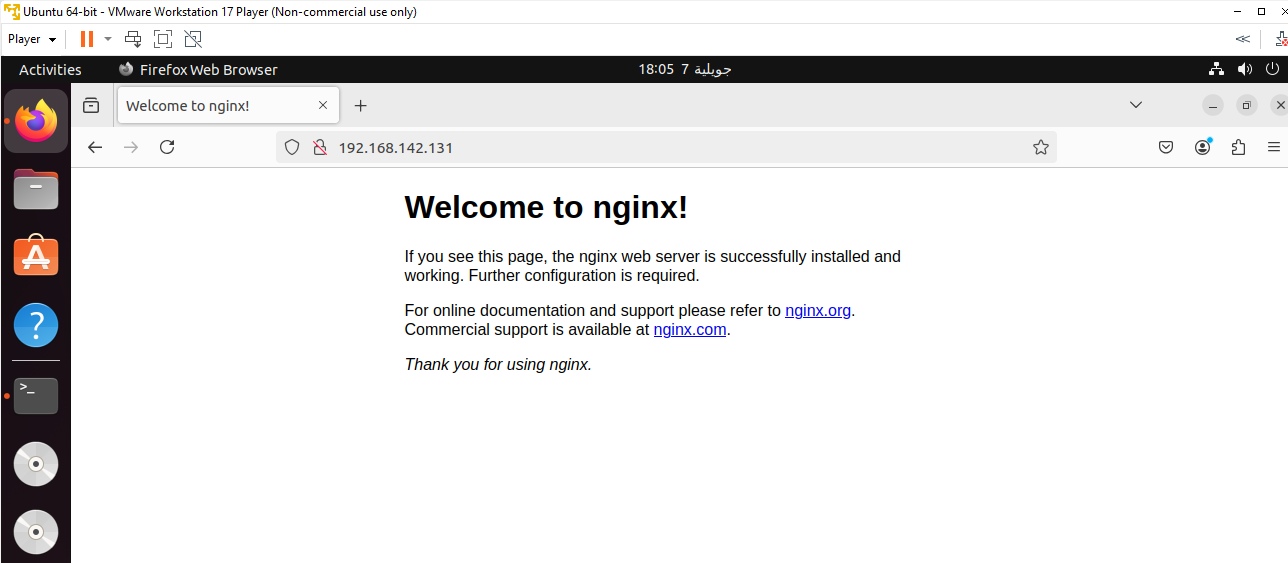 Ubuntu 64-bit - VMware Workstation 17 Player (Non-commercial use only)
Player
Activities
Firefox Web Browser
18:05 7 جويلية
Welcome to nginx!
192.168.142.131
Welcome to nginx!
If you see this page, the nginx web server is successfully installed and
working. Further configuration is required.
For online documentation and support please refer to nginx.org.
Commercial support is available at nginx.com.
Thank you for using nginx.